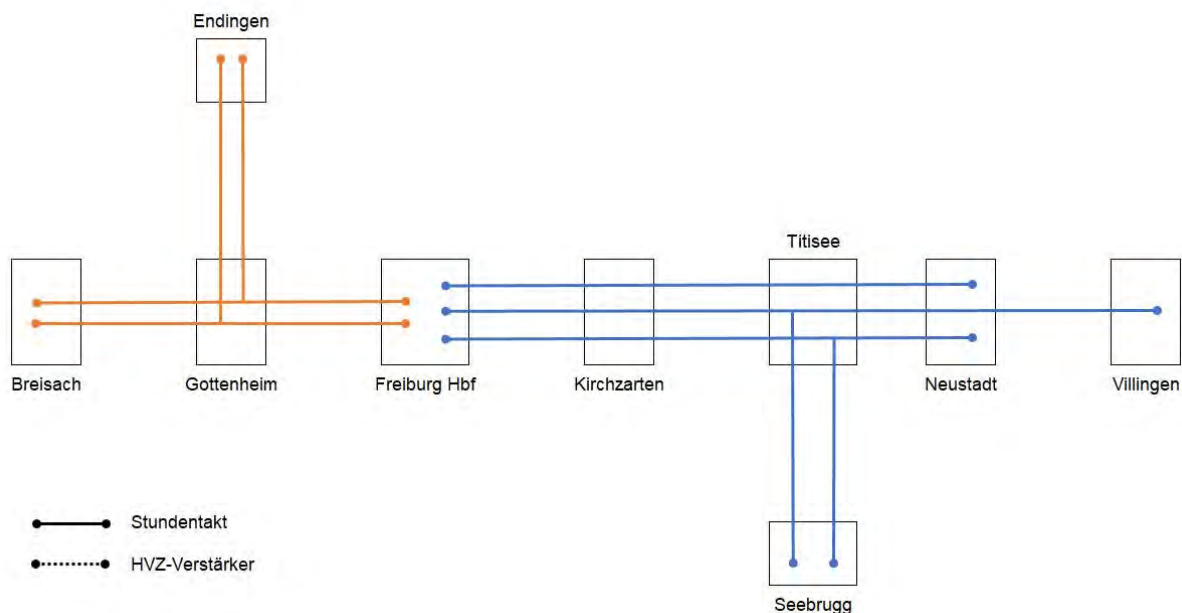 Endingen
Titisee
Breisach
Gottenheim
Freiburg Hbf
Kirchzarten
Neustadt
Villingen
Stundentakt
HVZ-Verstärker
Seebrugg